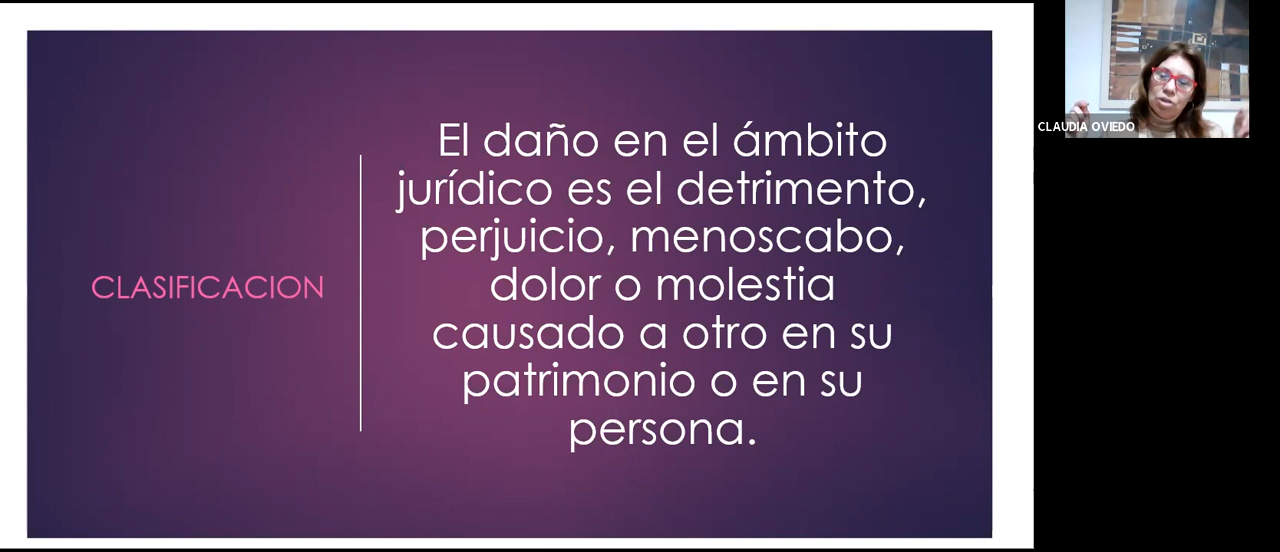 CLASIFICACION
El daño en el ámbito
jurídico es el detrimento,
perjuicio, menoscabo,
dolor o molestia
causado a otro en su
patrimonio o en su
persona.
CLAUDIA OVIEDO